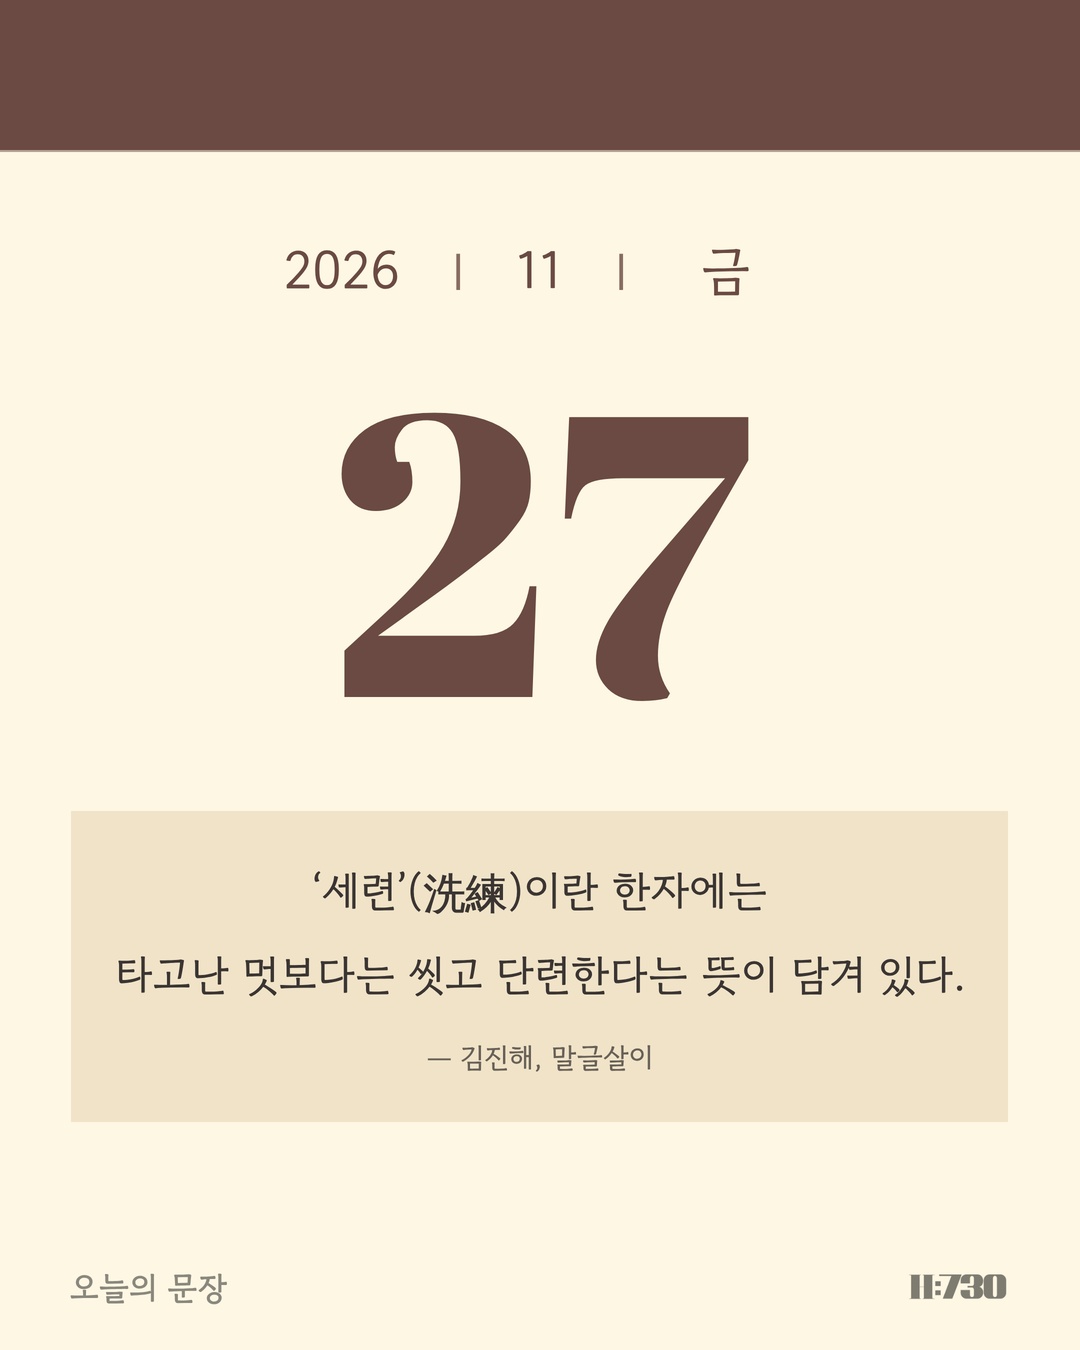 2026 | 11 | 금
27
‘세련’(洗練)이란 한자에는
타고난 멋보다는 씻고 단련한다는 뜻이 담겨 있다.
— 김진해, 말글살이
오늘의 문장
H:730